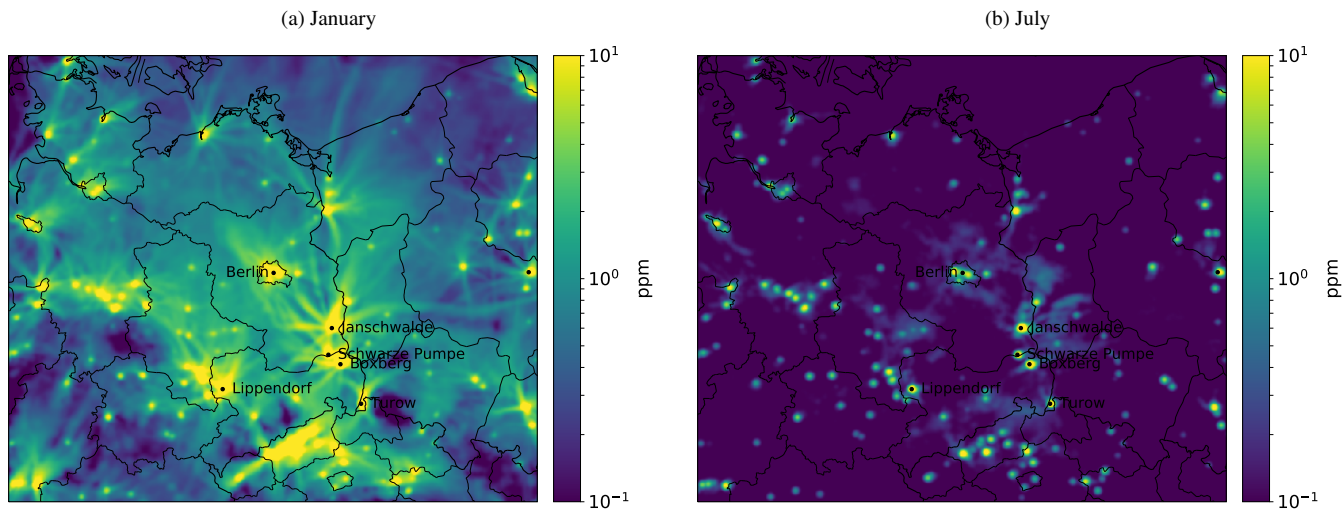 (a) January
(b) July
10¹
10⁰
10⁻¹
ppm
Berlin
Janschwalde
Schwarze Pumpe
Boxberg
Lippendorf
Turow
10¹
10⁰
10⁻¹
ppm
Berlin
Janschwalde
Schwarze Pumpe
Boxberg
Lippendorf
Turow